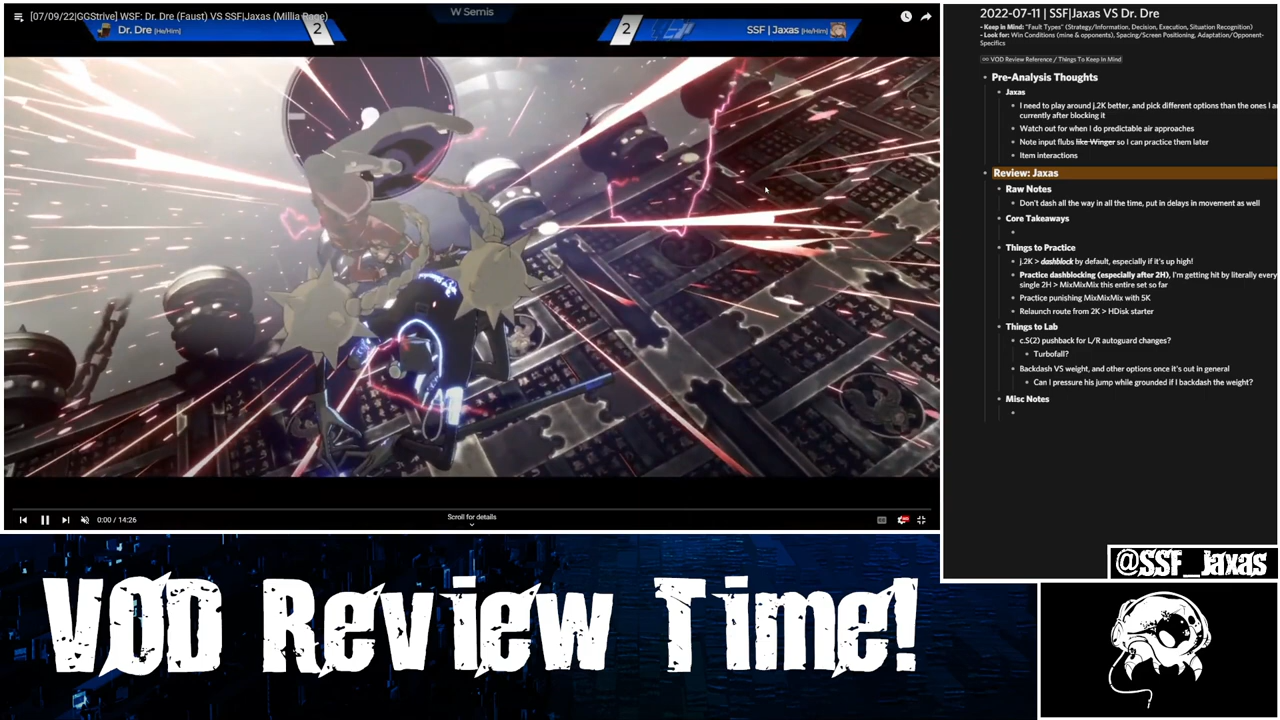 W Semis
[07/09/22|GGStrive] WSF: Dr. Dre (Faust) VS SSF|Jaxas (Millia Rage)
Dr. Dre [He/Him]
2
2
SSF | Jaxas [He/Him]
0:00 / 14:26
Scroll for details
2022-07-11 | SSF|Jaxas VS Dr. Dre
- Keep in Mind: "Fault Types" (Strategy/Information, Decision, Execution, Situation Recognition)
- Look for: Win Conditions (mine & opponents), Spacing/Screen Positioning, Adaptation/Opponent-
Specifics
VOD Review Reference / Things To Keep In Mind
Pre-Analysis Thoughts
Jaxas
I need to play around j.2K better, and pick different options than the ones I a
currently after blocking it
Watch out for when I do predictable air approaches
Note input flubs like Winger so I can practice them later
Item interactions
Review: Jaxas
Raw Notes
Don't dash all the way in all the time, put in delays in movement as well
Core Takeaways
Things to Practice
j.2K > dashblock by default, especially if it's up high!
Practice dashblocking (especially after 2H), I'm getting hit by literally every
single 2H > MixMixMix this entire set so far
Practice punishing MixMixMix with 5K
Relaunch route from 2K > HDisk starter
Things to Lab
c.S(2) pushback for L/R autoguard changes?
Turbofall?
Backdash VS weight, and other options once it's out in general
Can I pressure his jump while grounded if I backdash the weight?
Misc Notes
@SSF_Jaxas
VOD Review Time!